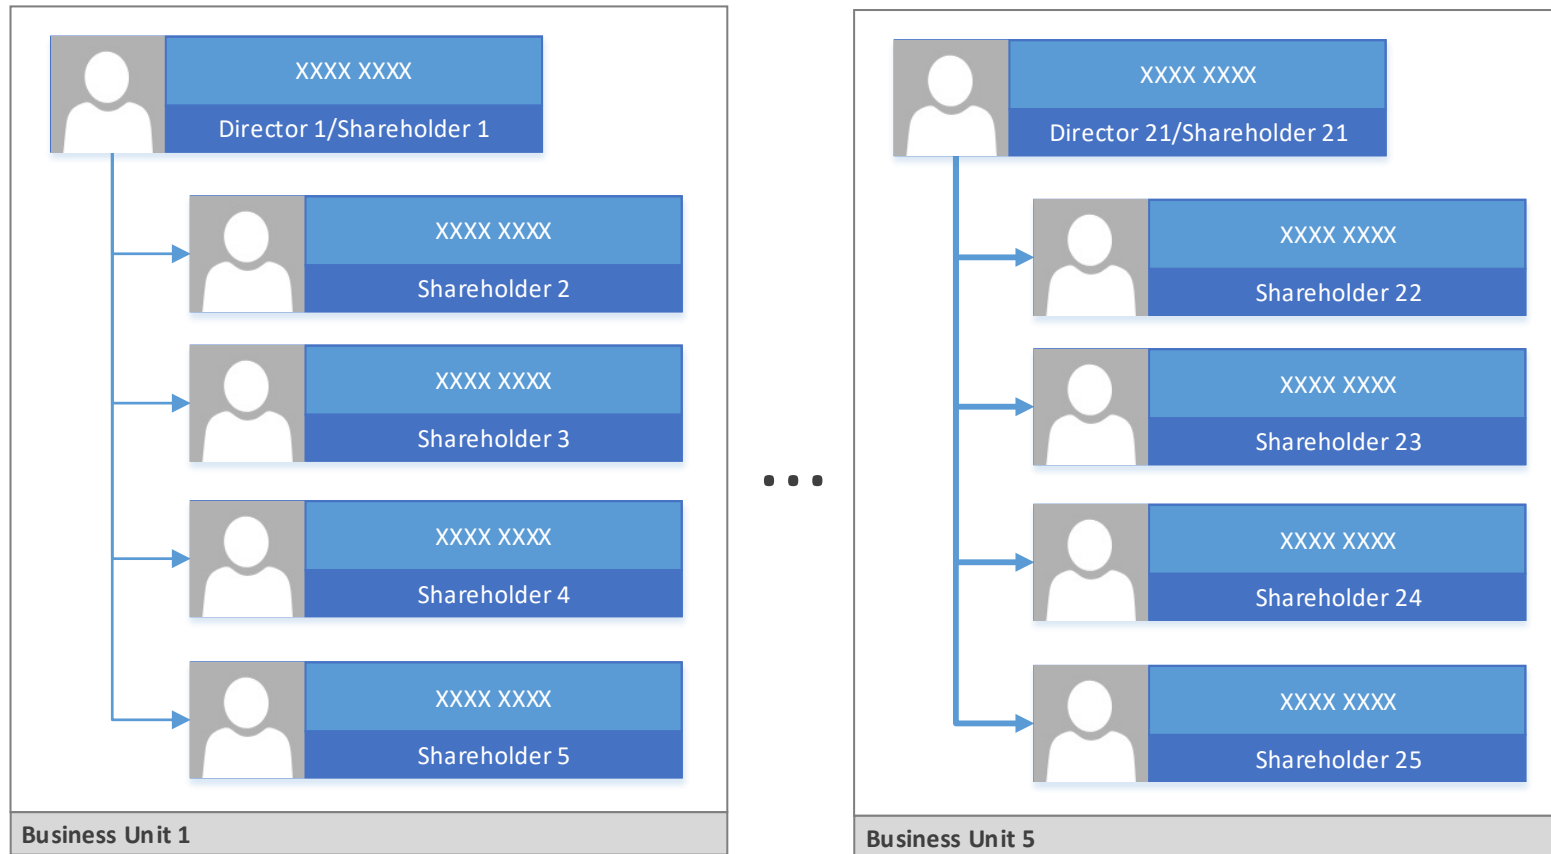 XXXX XXXX
Director 1/Shareholder 1
XXXX XXXX
Shareholder 2
XXXX XXXX
Shareholder 3
XXXX XXXX
Shareholder 4
XXXX XXXX
Shareholder 5
Business Unit 1
...
XXXX XXXX
Director 21/Shareholder 21
XXXX XXXX
Shareholder 22
XXXX XXXX
Shareholder 23
XXXX XXXX
Shareholder 24
XXXX XXXX
Shareholder 25
Business Unit 5